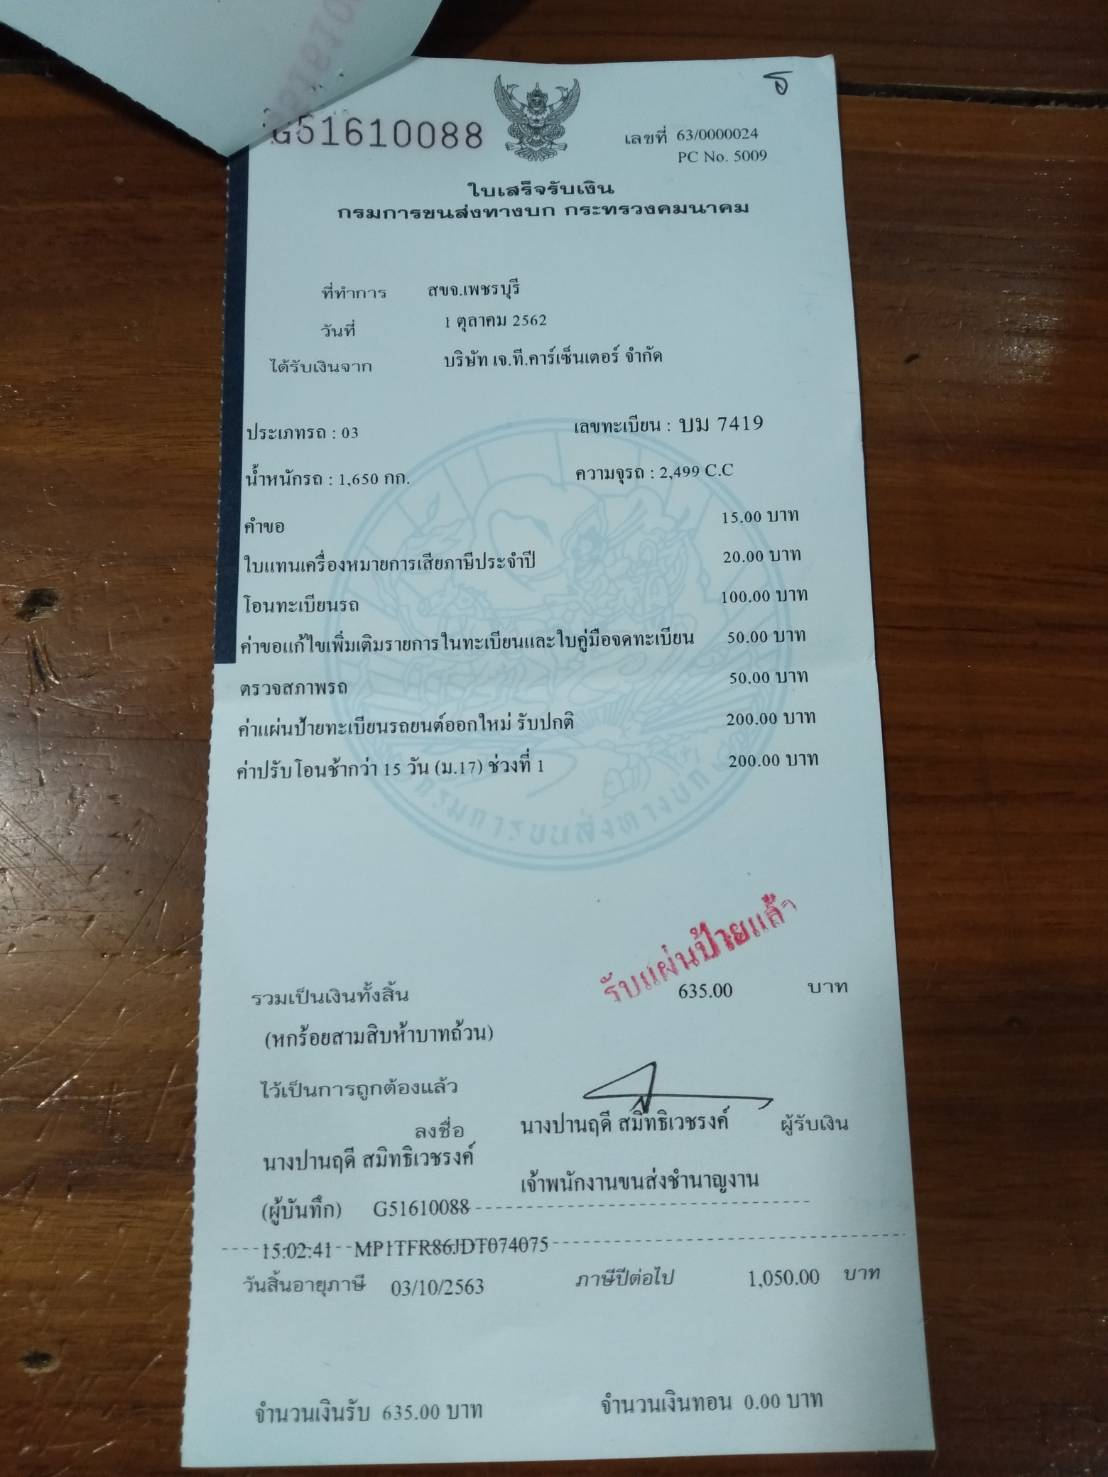 G51610088
เลขที่ 63/0000024
PC No. 5009
ใบเสร็จรับเงิน
กรมการขนส่งทางบก กระทรวงคมนาคม
ที่ทำการ สขจ.เพชรบุรี
วันที่ 1 ตุลาคม 2562
ได้รับเงินจาก บริษัท เจ.ที.คาร์เซ็นเตอร์ จำกัด
ประเภทรถ : 03 เลขทะเบียน : บม 7419
น้ำหนักรถ : 1,650 กก. ความจุรถ : 2,499 C.C
คำขอ 15.00 บาท
ใบแทนเครื่องหมายการเสียภาษีประจำปี 20.00 บาท
โอนทะเบียนรถ 100.00 บาท
ค่าขอแก้ไขเพิ่มเติมรายการในทะเบียนและใบคู่มือจดทะเบียน 50.00 บาท
ตรวจสภาพรถ 50.00 บาท
ค่าแผ่นป้ายทะเบียนรถยนต์ออกใหม่ รับปกติ 200.00 บาท
ค่าปรับโอนช้ากว่า 15 วัน (ม.17) ช่วงที่ 1 200.00 บาท
กรมการขนส่งทางบก
รับแผ่นป้ายแล้ว
รวมเป็นเงินทั้งสิ้น 635.00 บาท
(หกร้อยสามสิบห้าบาทถ้วน)
ไว้เป็นการถูกต้องแล้ว
ลงชื่อ นางปานฤดี สมิทธิเวชรงค์ ผู้รับเงิน
นางปานฤดี สมิทธิเวชรงค์
เจ้าพนักงานขนส่งชำนาญงาน
(ผู้บันทึก) G51610088
15:02:41 MP1TFR86JDT074075
วันสิ้นอายุภาษี 03/10/2563 ภาษีปีต่อไป 1,050.00 บาท
จำนวนเงินรับ 635.00 บาท จำนวนเงินทอน 0.00 บาท